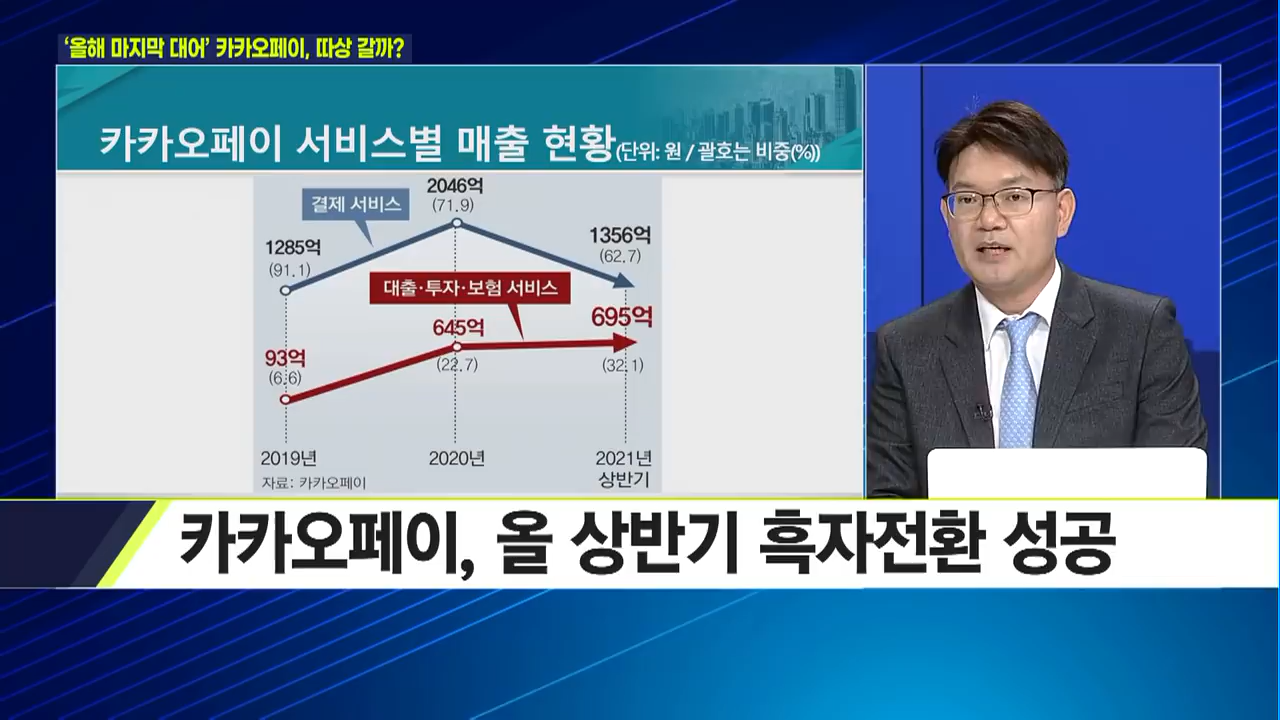 ‘올해 마지막 대어’ 카카오페이, 따상 갈까?
카카오페이 서비스별 매출 현황(단위: 원 / 괄호는 비중(%))
결제 서비스
2046억
(71.9)
1285억
(91.1)
1356억
(62.7)
대출·투자·보험 서비스
93억
(6.6)
645억
(22.7)
695억
(32.1)
2019년
2020년
2021년
상반기
자료: 카카오페이
카카오페이, 올 상반기 흑자전환 성공